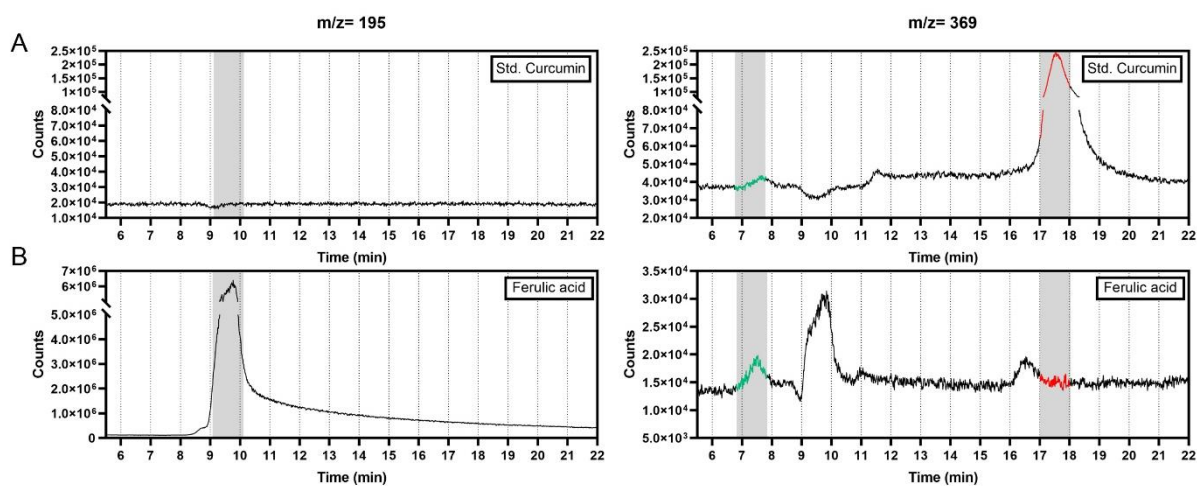 m/z= 195
m/z= 369
A
Std. Curcumin
2.5×10⁵
2.0×10⁵
1.5×10⁵
1.0×10⁵
8.0×10⁴
7.0×10⁴
6.0×10⁴
5.0×10⁴
4.0×10⁴
3.0×10⁴
2.0×10⁴
1.0×10⁴
Counts
6 7 8 9 10 11 12 13 14 15 16 17 18 19 20 21 22
Time (min)
Std. Curcumin
2.5×10⁵
2.0×10⁵
1.5×10⁵
1.0×10⁵
8.0×10⁴
7.0×10⁴
6.0×10⁴
5.0×10⁴
4.0×10⁴
3.0×10⁴
2.0×10⁴
Counts
6 7 8 9 10 11 12 13 14 15 16 17 18 19 20 21 22
Time (min)
B
Ferulic acid
7×10⁶
6×10⁶
5.0×10⁶
4.0×10⁶
3.0×10⁶
2.0×10⁶
1.0×10⁶
0
Counts
6 7 8 9 10 11 12 13 14 15 16 17 18 19 20 21 22
Time (min)
Ferulic acid
3.5×10⁴
3.0×10⁴
2.5×10⁴
2.0×10⁴
1.5×10⁴
1.0×10⁴
5.0×10³
Counts
6 7 8 9 10 11 12 13 14 15 16 17 18 19 20 21 22
Time (min)